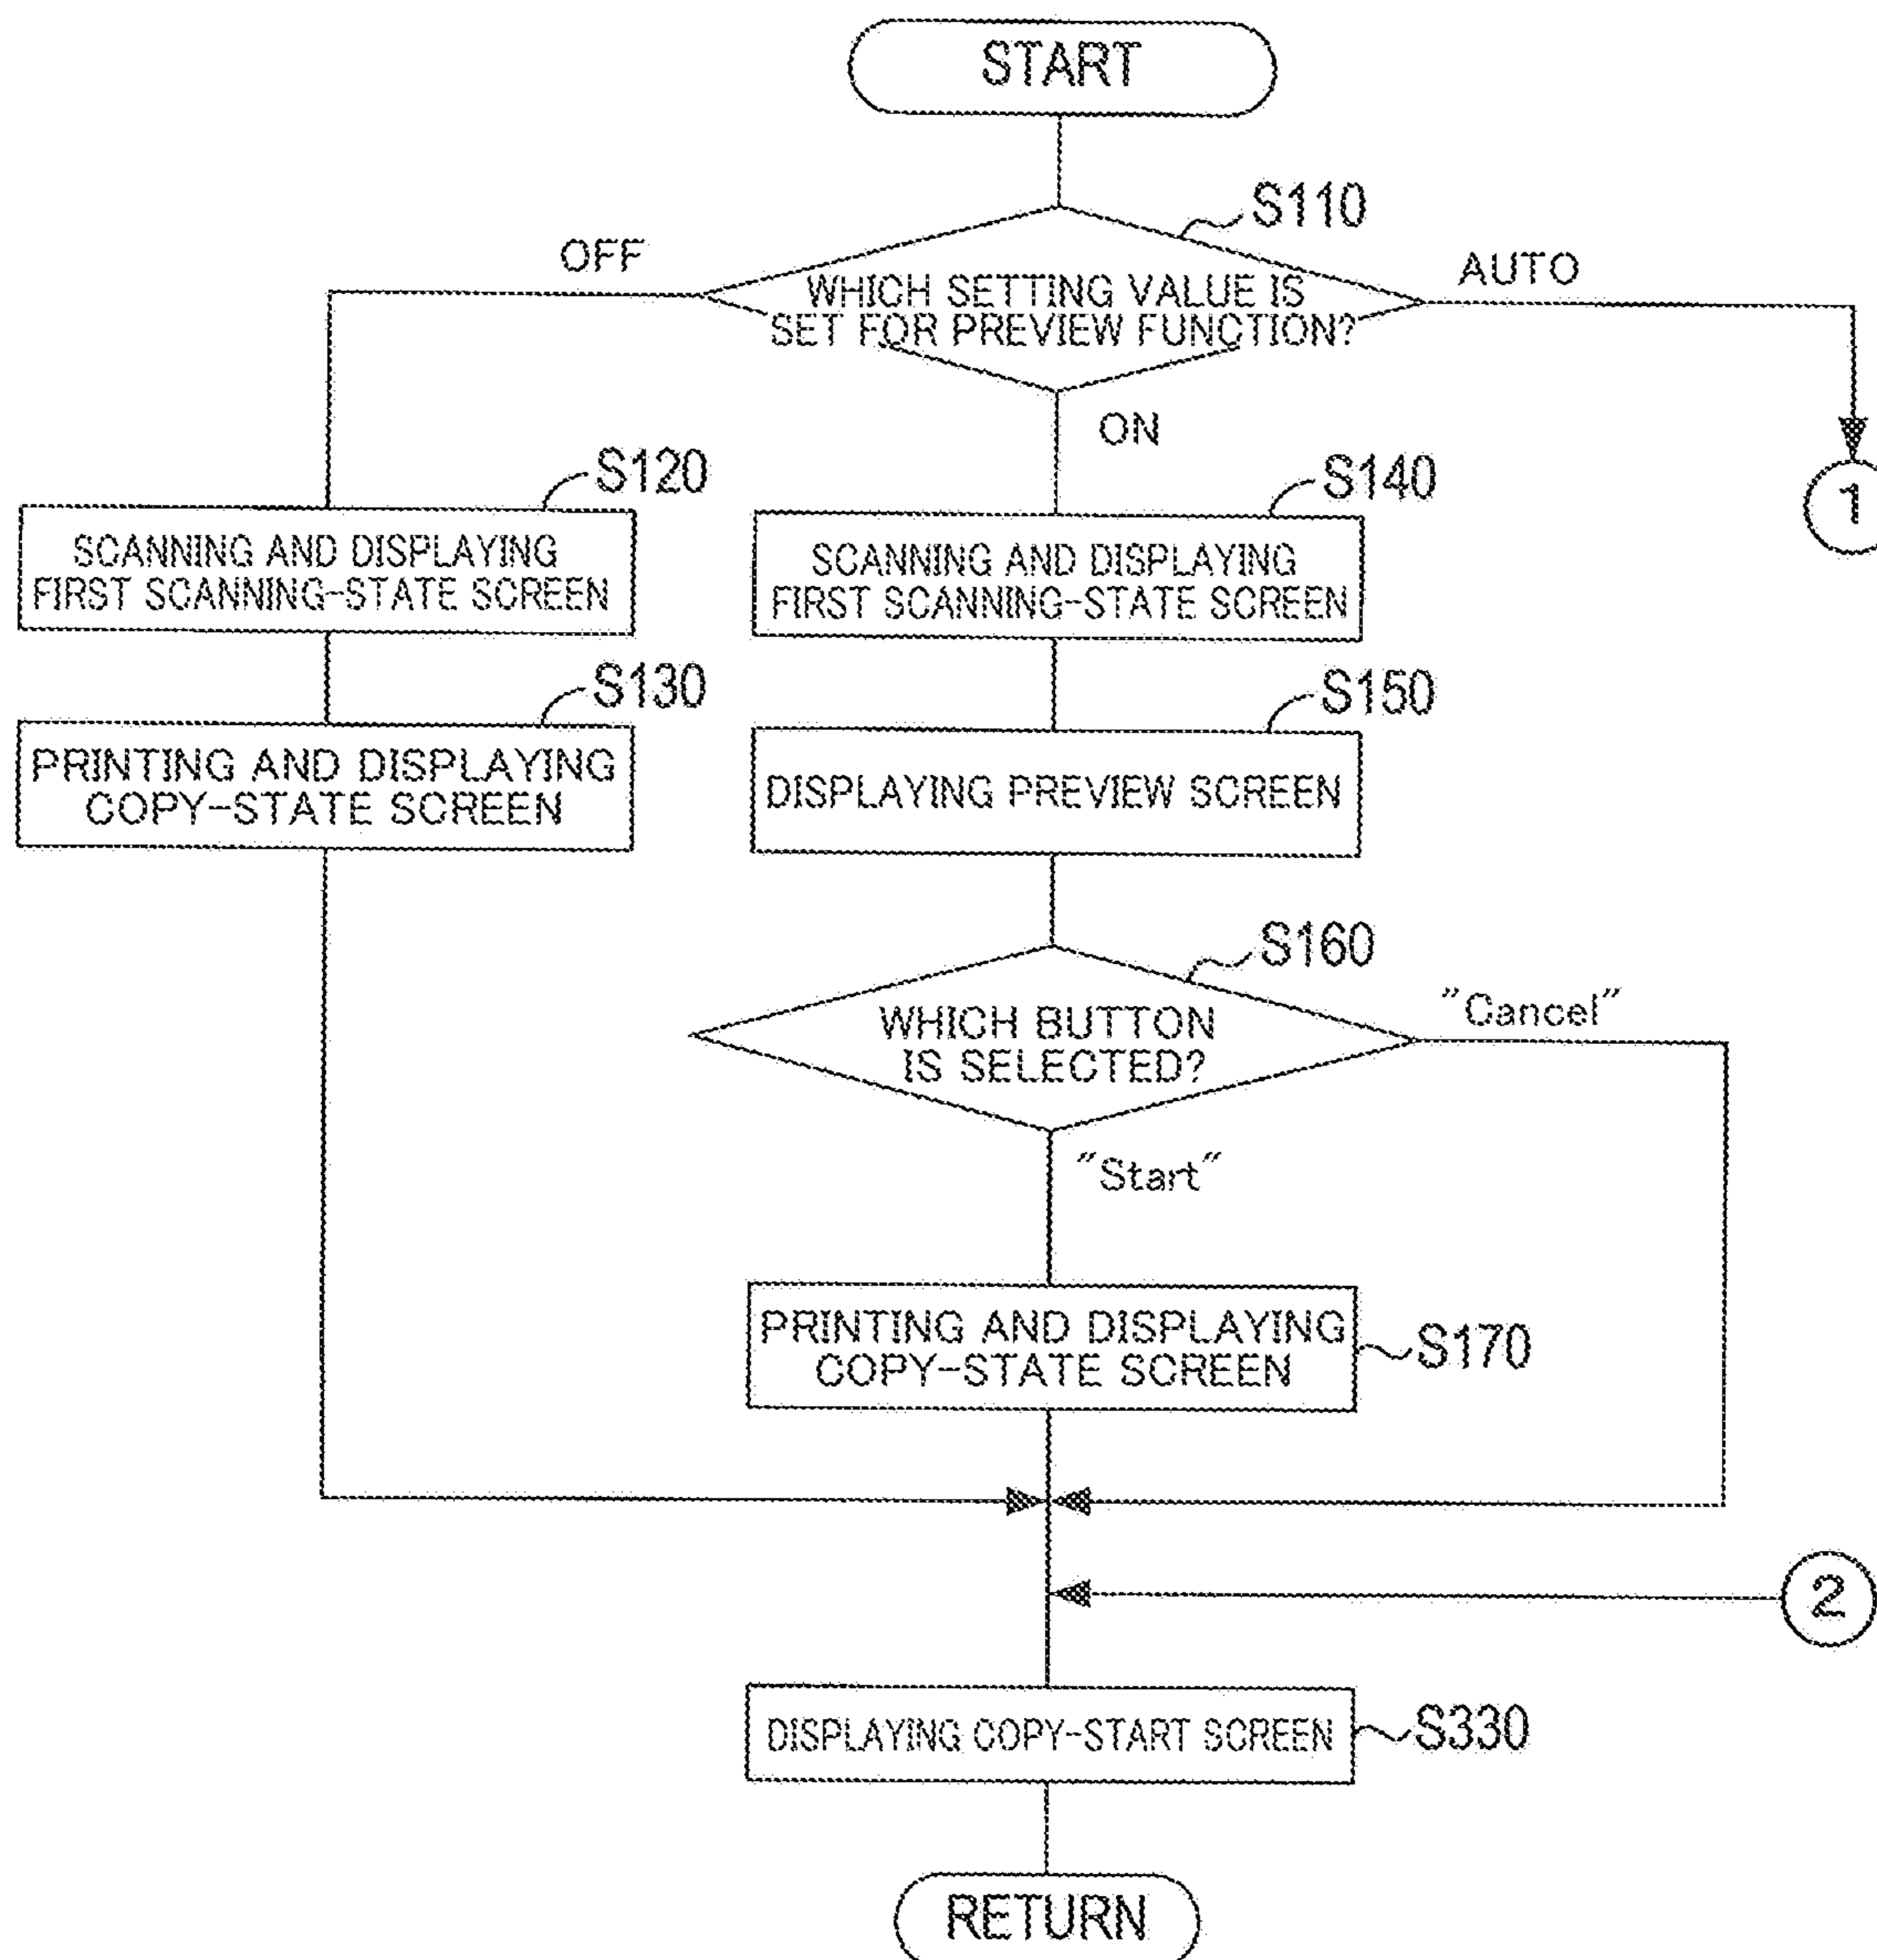 START
S110
OFF
AUTO
WHICH SETTING VALUE IS
SET FOR PREVIEW FUNCTION?
ON
1
S120
SCANNING AND DISPLAYING
FIRST SCANNING-STATE SCREEN
S140
SCANNING AND DISPLAYING
FIRST SCANNING-STATE SCREEN
S130
PRINTING AND DISPLAYING
COPY-STATE SCREEN
S150
DISPLAYING PREVIEW SCREEN
S160
WHICH BUTTON
IS SELECTED?
"Cancel"
"Start"
PRINTING AND DISPLAYING
COPY-STATE SCREEN
S170
2
DISPLAYING COPY-START SCREEN
S330
RETURN